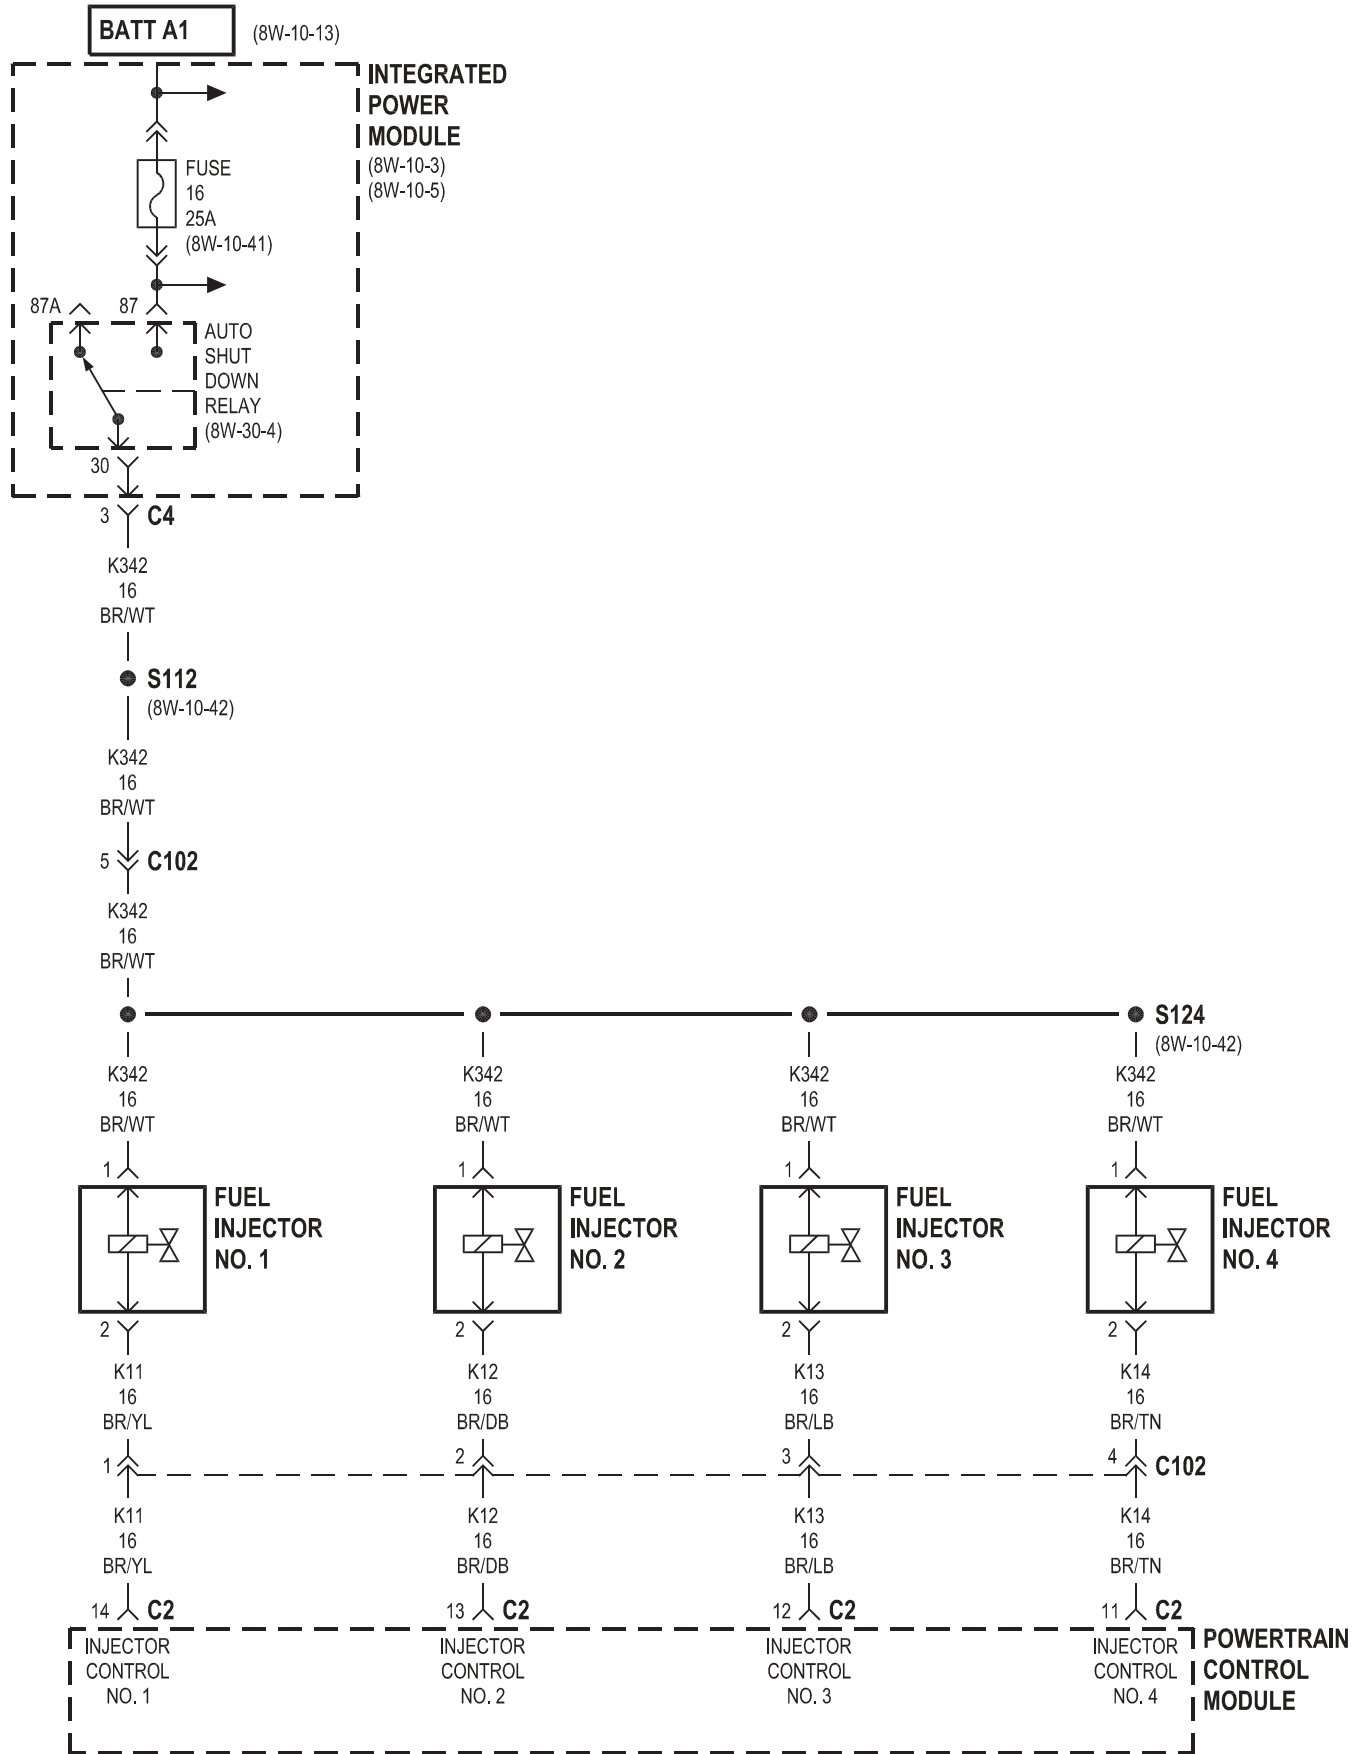 BATT A1 (8W-10-13)
INTEGRATED
POWER
MODULE
(8W-10-3)
(8W-10-5)
FUSE
16
25A
(8W-10-41)
87A 87
AUTO
SHUT
DOWN
RELAY
(8W-30-4)
30
3 C4
K342
16
BR/WT
S112
(8W-10-42)
K342
16
BR/WT
5 C102
K342
16
BR/WT
S124
(8W-10-42)
K342 K342 K342 K342
16 16 16 16
BR/WT BR/WT BR/WT BR/WT
1 1 1 1
FUEL FUEL FUEL FUEL
INJECTOR INJECTOR INJECTOR INJECTOR
NO. 1 NO. 2 NO. 3 NO. 4
2 2 2 2
K11 K12 K13 K14
16 16 16 16
BR/YL BR/DB BR/LB BR/TN
1 2 3 4 C102
K11 K12 K13 K14
16 16 16 16
BR/YL BR/DB BR/LB BR/TN
14 C2 13 C2 12 C2 11 C2
INJECTOR INJECTOR INJECTOR INJECTOR
CONTROL CONTROL CONTROL CONTROL
NO. 1 NO. 2 NO. 3 NO. 4
POWERTRAIN
CONTROL
MODULE